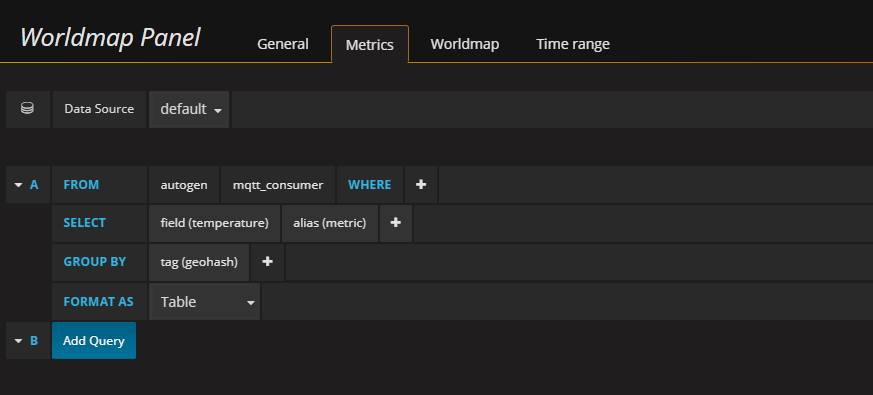 Worldmap Panel General Metrics Worldmap Time range
Data Source default
A FROM autogen mqtt_consumer WHERE +
SELECT field (temperature) alias (metric) +
GROUP BY tag (geohash) +
FORMAT AS Table
B Add Query